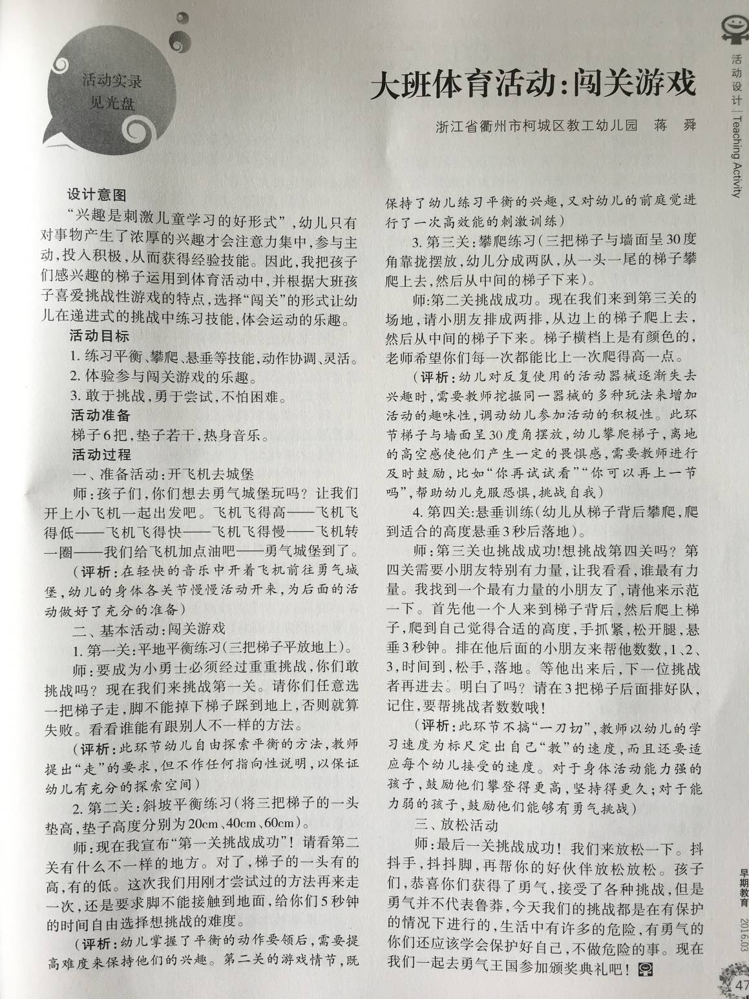 活动实录
见光盘
大班体育活动:闯关游戏
浙江省衢州市柯城区教工幼儿园 蒋 舜
活动设计 | Teaching Activity
设计意图
“兴趣是刺激儿童学习的好形式”,幼儿只有
对事物产生了浓厚的兴趣才会注意力集中,参与主
动,投入积极,从而获得经验技能。因此,我把孩子
们感兴趣的梯子运用到体育活动中,并根据大班孩
子喜爱挑战性游戏的特点,选择“闯关”的形式让幼
儿在递进式的挑战中练习技能,体会运动的乐趣。
活动目标
1. 练习平衡、攀爬、悬垂等技能,动作协调、灵活。
2. 体验参与闯关游戏的乐趣。
3. 敢于挑战,勇于尝试,不怕困难。
活动准备
梯子6把,垫子若干,热身音乐。
活动过程
一、准备活动:开飞机去城堡
师:孩子们,你们想去勇气城堡玩吗?让我们
开上小飞机一起出发吧。飞机飞得高——飞机飞
得低——飞机飞得快——飞机飞得慢——飞机转
一圈——我们给飞机加点油吧——勇气城堡到了。
(评析:在轻快的音乐中开着飞机前往勇气城
堡,幼儿的身体各关节慢慢活动开来,为后面的活
动做好了充分的准备)
二、基本活动:闯关游戏
1. 第一关:平地平衡练习(三把梯子平放地上)。
师:要成为小勇士必须经过重重挑战,你们敢
挑战吗?现在我们来挑战第一关。请你们任意选
一把梯子走,脚不能掉下梯子踩到地上,否则就算
失败。看看谁能有跟别人不一样的方法。
(评析:此环节幼儿自由探索平衡的方法,教师
提出“走”的要求,但不作任何指向性说明,以保证
幼儿有充分的探索空间)
2. 第二关:斜坡平衡练习(将三把梯子的一头
垫高,垫子高度分别为20cm、40cm、60cm)。
师:现在我宣布“第一关挑战成功”!请看第二
关有什么不一样的地方。对了,梯子的一头有的
高,有的低。这次我们用刚才尝试过的方法再来走
一次,还是要求脚不能接触到地面,给你们5秒钟
的时间自由选择想挑战的难度。
(评析:幼儿掌握了平衡的动作要领后,需要提
高难度来保持他们的兴趣。第二关的游戏情节,既
保持了幼儿练习平衡的兴趣,又对幼儿的前庭觉进
行了一次高效能的刺激训练)
3. 第三关:攀爬练习(三把梯子与墙面呈30度
角靠拢摆放,幼儿分成两队,从一头一尾的梯子攀
爬上去,然后从中间的梯子下来)。
师:第二关挑战成功。现在我们来到第三关的
场地,请小朋友排成两排,从边上的梯子爬上去,
然后从中间的梯子下来。梯子横档上是有颜色的,
老师希望你们每一次都能比上一次爬得高一点。
(评析:幼儿对反复使用的活动器械逐渐失去
兴趣时,需要教师挖掘同一器械的多种玩法来增加
活动的趣味性,调动幼儿参加活动的积极性。此环
节梯子与墙面呈30度角摆放,幼儿攀爬梯子,离地
的高空感使他们产生一定的畏惧感,需要教师进行
及时鼓励,比如“你再试试看”“你可以再上一节
吗”,帮助幼儿克服恐惧,挑战自我)
4. 第四关:悬垂训练(幼儿从梯子背后攀爬,爬
到适合的高度悬垂3秒后落地)。
师:第三关也挑战成功!想挑战第四关吗?第
四关需要小朋友特别有力量,让我看看,谁最有力
量。我找到一个最有力量的小朋友了,请他来示范
一下。首先他一个人来到梯子背后,然后爬上梯
子,爬到自己觉得合适的高度,手抓紧,松开腿,悬
垂3秒钟。排在他后面的小朋友来帮他数数,1、2、
3,时间到,松手,落地。等他出来后,下一位挑战
者再进去。明白了吗?请在3把梯子后面排好队,
记住,要帮挑战者数数哦!
(评析:此环节不搞“一刀切”,教师以幼儿的学
习速度为标尺定出自己“教”的速度,而且还要适
应每个幼儿接受的速度。对于身体活动能力强的
孩子,鼓励他们攀登得更高,坚持得更久;对于能
力弱的孩子,鼓励他们能够有勇气挑战)
三、放松活动
师:最后一关挑战成功!我们来放松一下。抖
抖手,抖抖脚,再帮你的好伙伴放松放松。孩子
们,恭喜你们获得了勇气,接受了各种挑战,但是
勇气并不代表鲁莽,今天我们的挑战都是在有保护
的情况下进行的,生活中有许多的危险,有勇气的
你们还应该学会保护好自己,不做危险的事。现在
我们一起去勇气王国参加颁奖典礼吧!
早期教育 2016.03
47